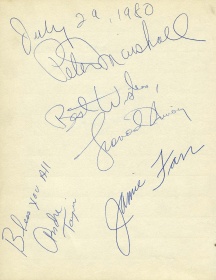 July 29, 1980
Peter Marshall
Best Wishes,
Jamie Farr
Bless you All